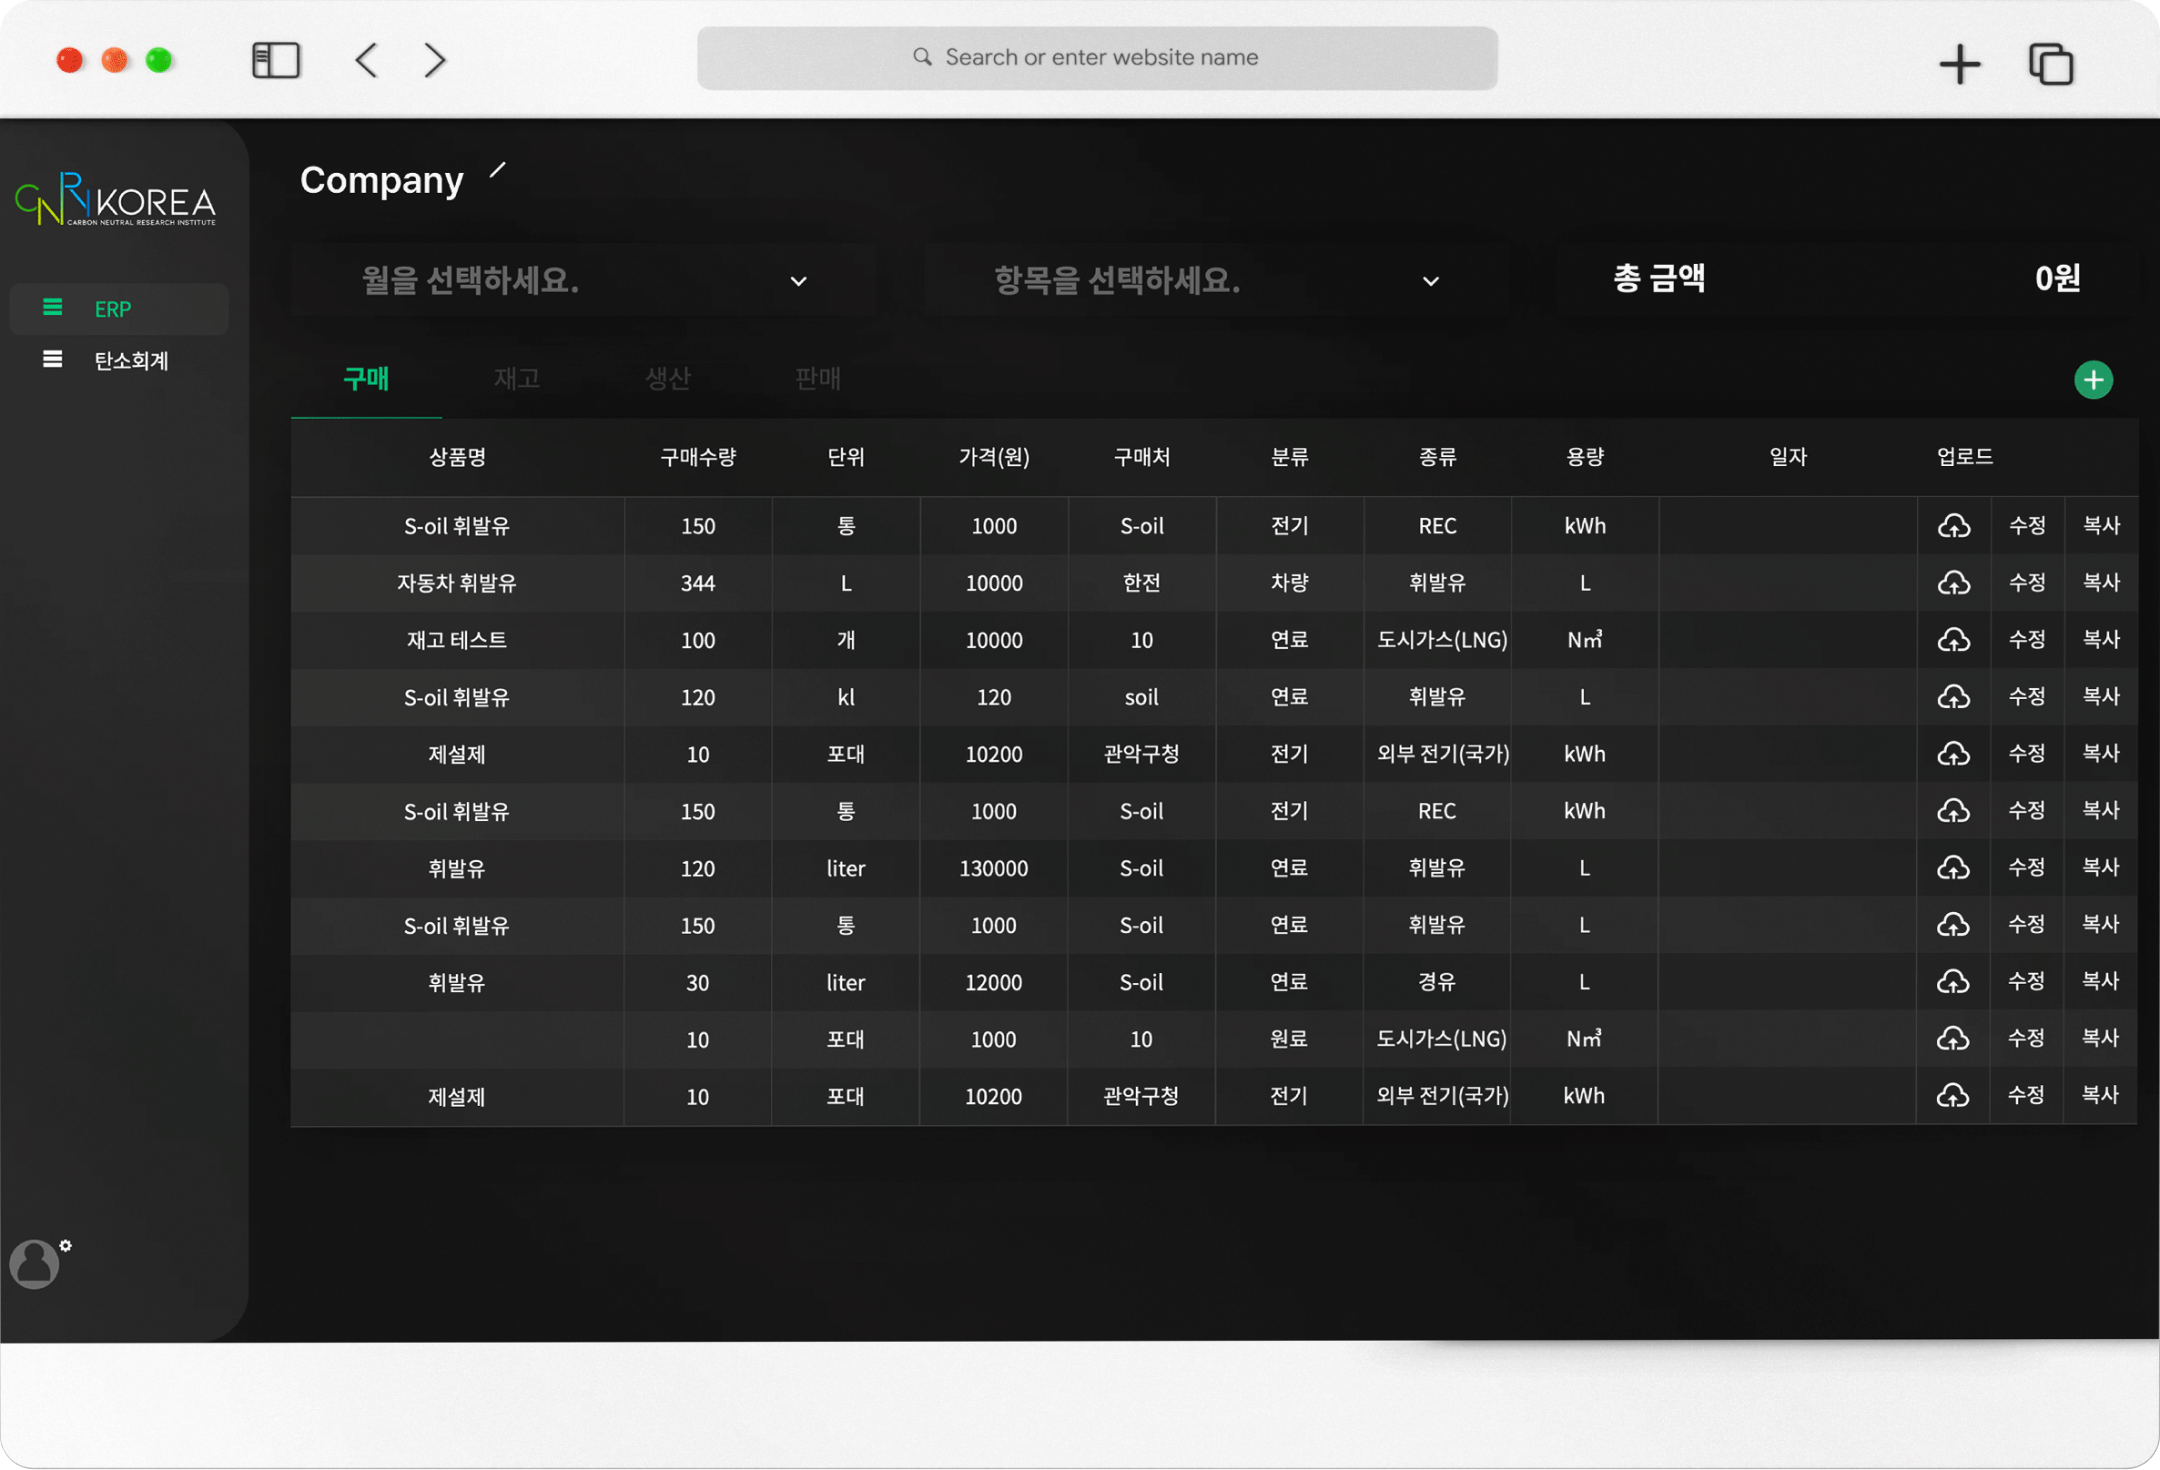 Search or enter website name
CNRI KOREA
CARBON NEUTRAL RESEARCH INSTITUTE
ERP
탄소회계
Company
월을 선택하세요.
항목을 선택하세요.
총 금액 0원
구매 재고 생산 판매
상품명 구매수량 단위 가격(원) 구매처 분류 종류 용량 일자 업로드
S-oil 휘발유 150 통 1000 S-oil 전기 REC kWh 수정 복사
자동차 휘발유 344 L 10000 한전 차량 휘발유 L 수정 복사
재고 테스트 100 개 10000 10 연료 도시가스(LNG) N㎥ 수정 복사
S-oil 휘발유 120 kl 120 soil 연료 휘발유 L 수정 복사
제설제 10 포대 10200 관악구청 전기 외부 전기(국가) kWh 수정 복사
S-oil 휘발유 150 통 1000 S-oil 전기 REC kWh 수정 복사
휘발유 120 liter 130000 S-oil 연료 휘발유 L 수정 복사
S-oil 휘발유 150 통 1000 S-oil 연료 휘발유 L 수정 복사
휘발유 30 liter 12000 S-oil 연료 경유 L 수정 복사
10 포대 1000 10 원료 도시가스(LNG) N㎥ 수정 복사
제설제 10 포대 10200 관악구청 전기 외부 전기(국가) kWh 수정 복사